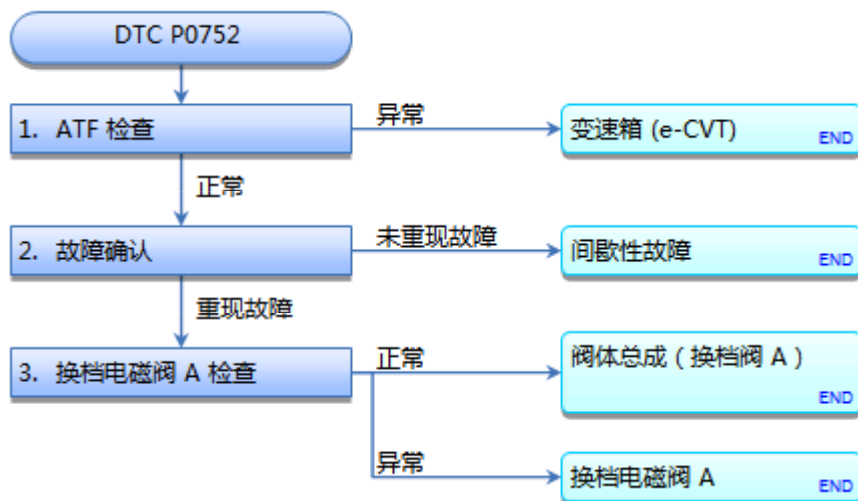 DTC P0752
1. ATF 检查
异常
变速箱 (e-CVT)
END
正常
2. 故障确认
未重现故障
间歇性故障
END
重现故障
3. 换档电磁阀 A 检查
正常
阀体总成 ( 换档阀 A )
END
异常
换档电磁阀 A
END